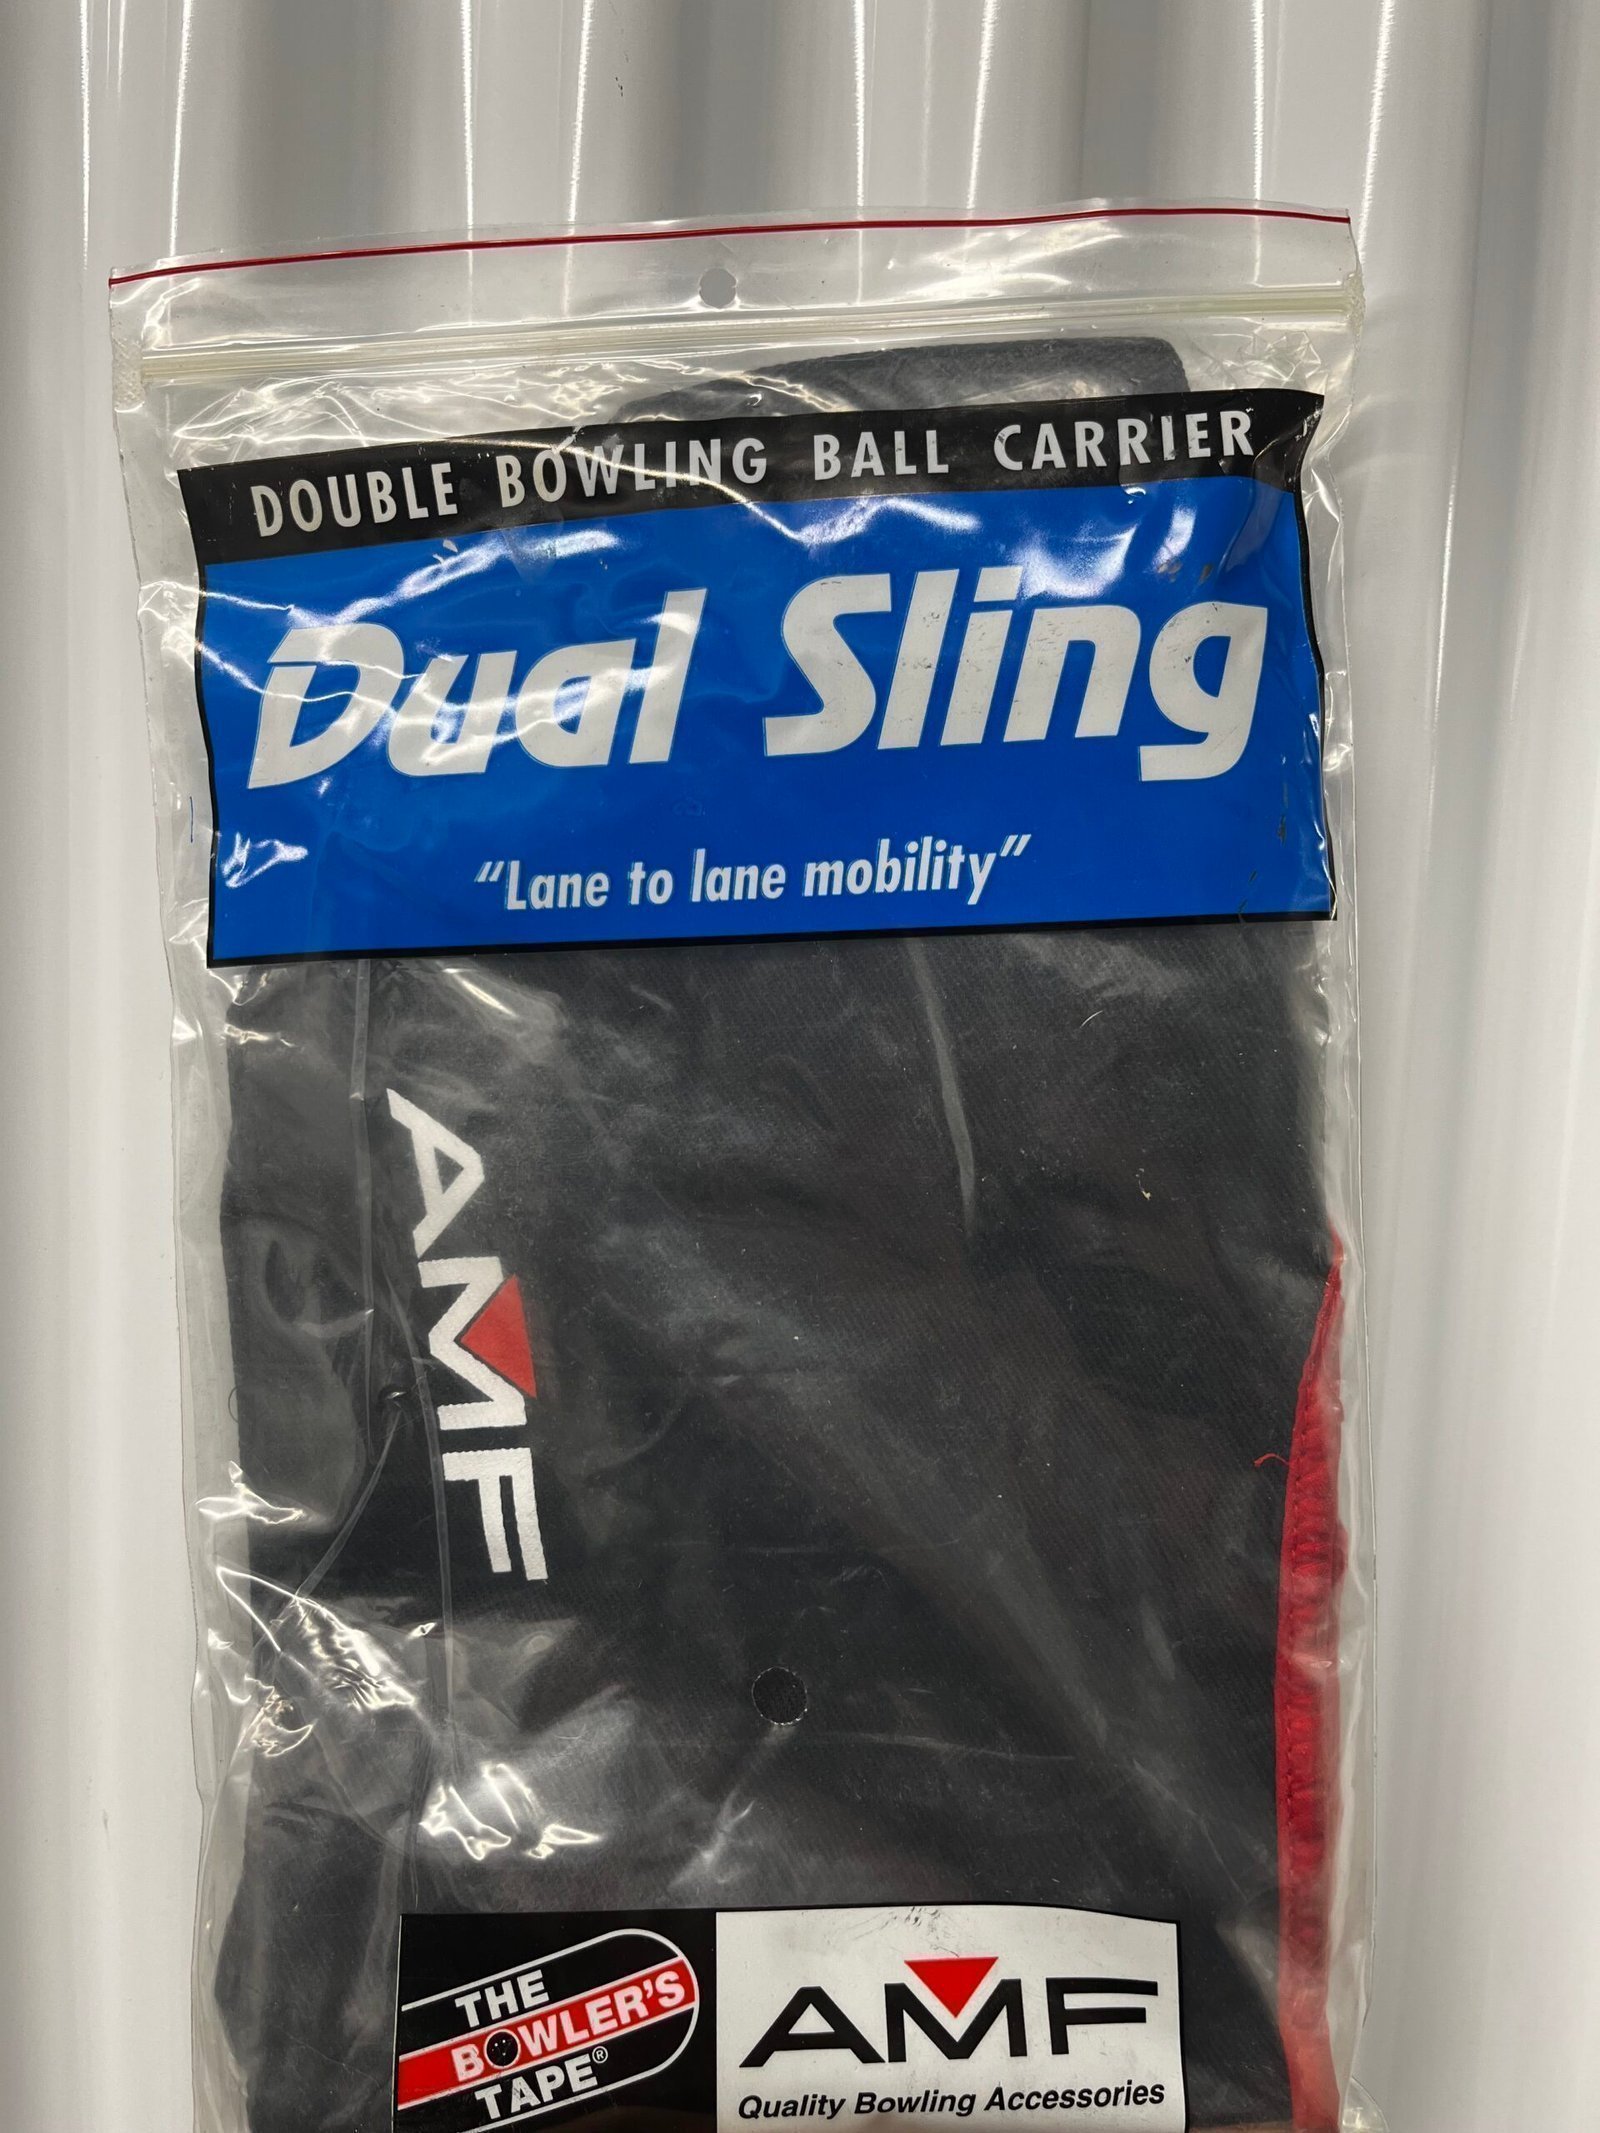 DOUBLE BOWLING BALL CARRIER
Dual Sling
“Lane to lane mobility”
AMF
THE
BOWLER'S
TAPE®
AMF
Quality Bowling Accessories